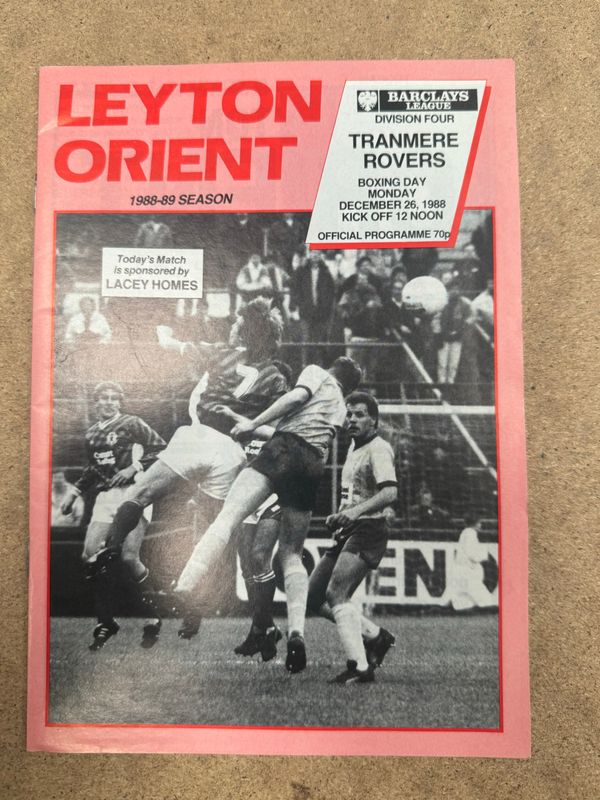 LEYTON
ORIENT
1988-89 SEASON
BARCLAYS
LEAGUE
DIVISION FOUR
TRANMERE
ROVERS
BOXING DAY
MONDAY
DECEMBER 26, 1988
KICK OFF 12 NOON
OFFICIAL PROGRAMME 70p
Today's Match
is sponsored by
LACEY HOMES
7
EN